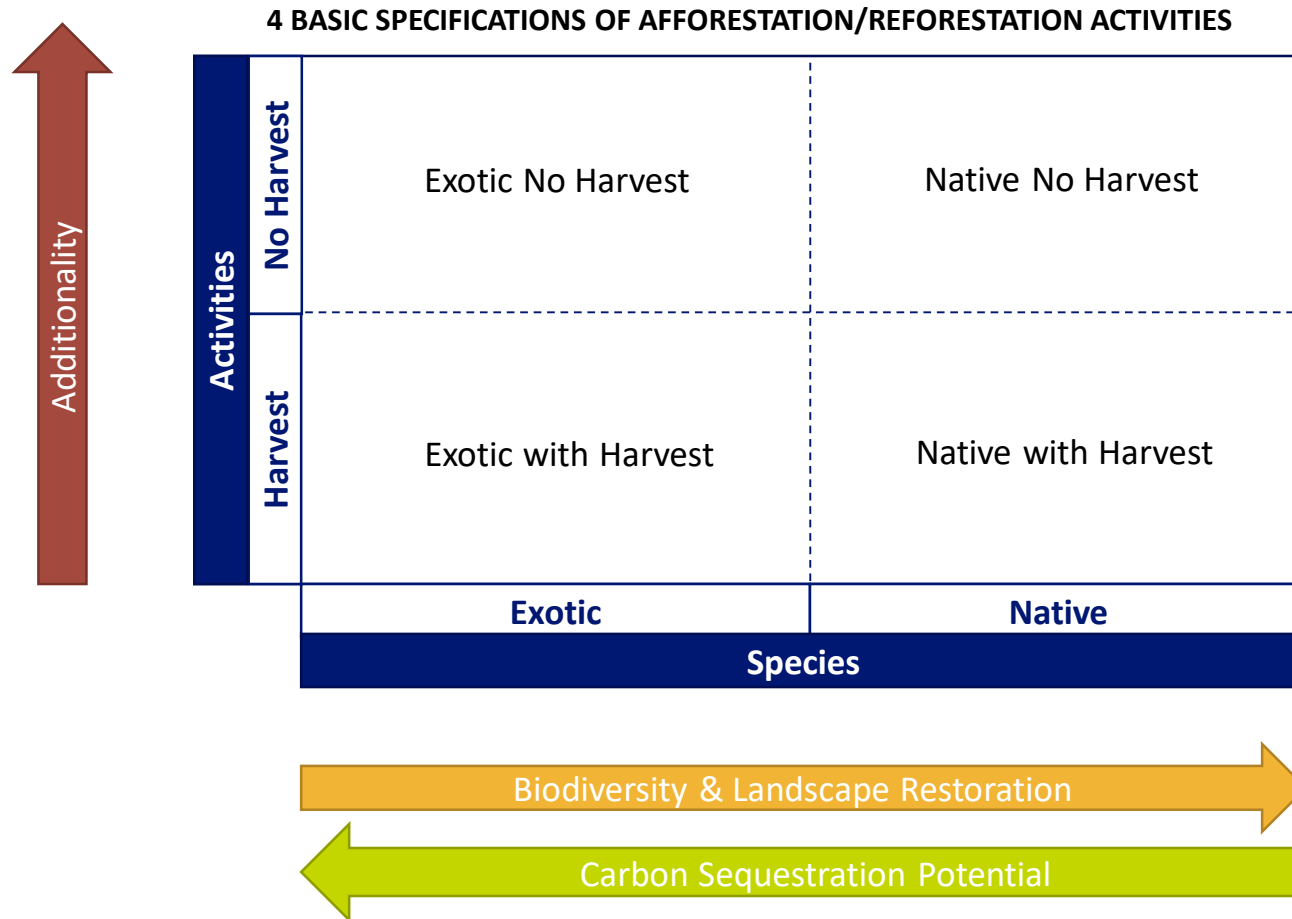 4 BASIC SPECIFICATIONS OF AFFORESTATION/REFORESTATION ACTIVITIES
Additionality
Activities
No Harvest
Harvest
Exotic No Harvest
Native No Harvest
Exotic with Harvest
Native with Harvest
Exotic
Native
Species
Biodiversity & Landscape Restoration
Carbon Sequestration Potential